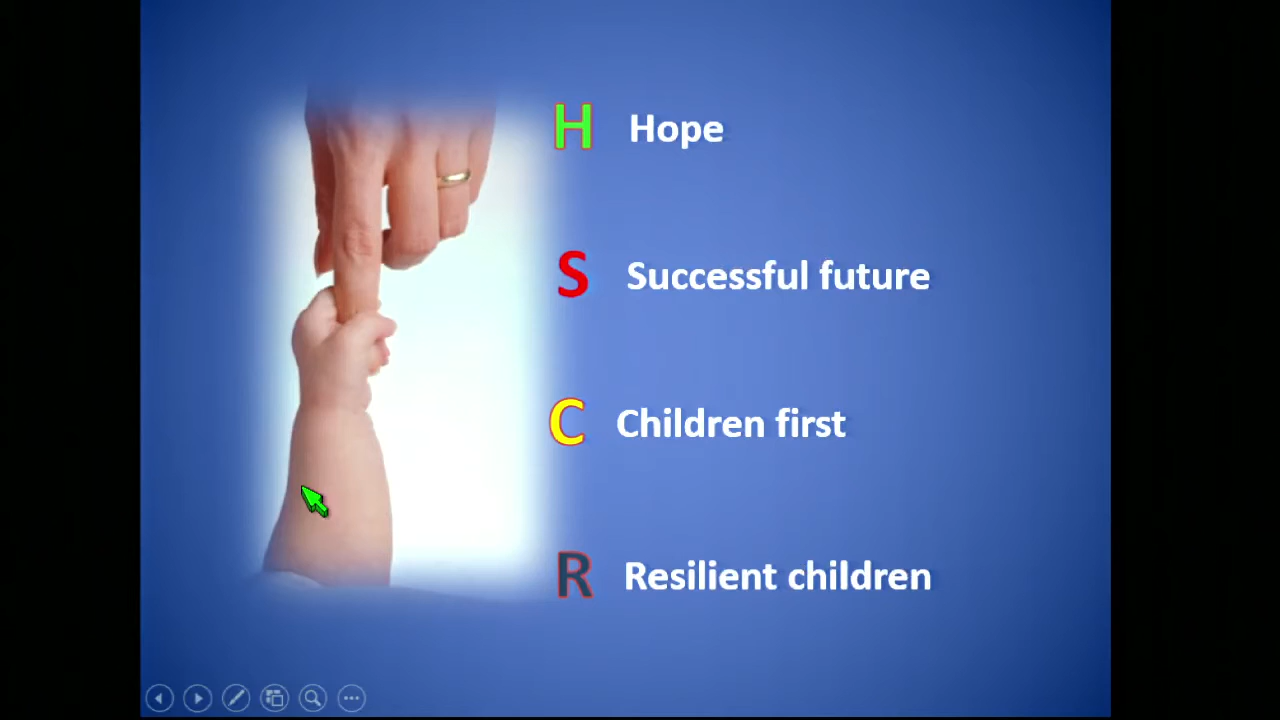 H Hope
S Successful future
C Children first
R Resilient children